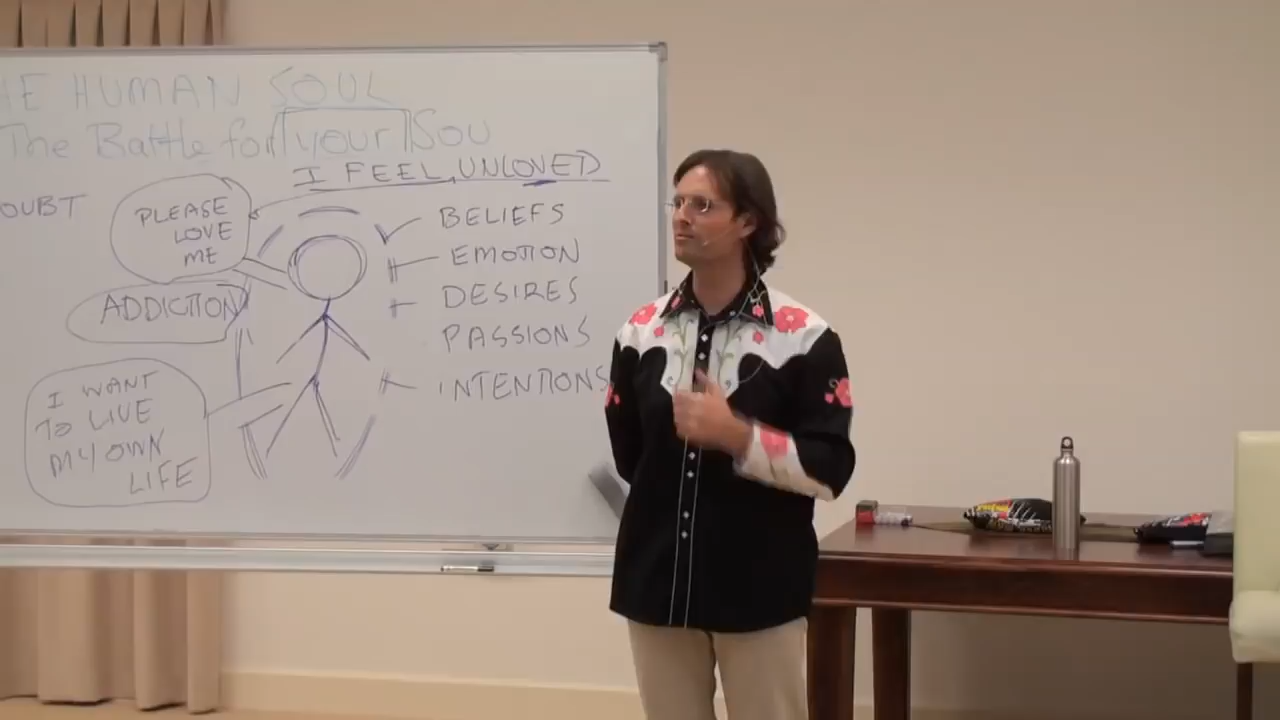 HE HUMAN SOUL
The Battle for your Sou
I FEEL UNLOVED
OUBT
PLEASE
LOVE
ME
ADDICTION
I WANT
TO LIVE
MY OWN
LIFE
BELIEFS
EMOTION
DESIRES
PASSIONS
INTENTIONS